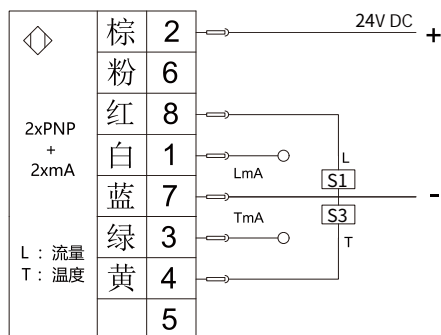 棕 2
24V DC
+
粉 6
2xPNP
+
2xmA
红 8
白 1
LmA
L
S1
蓝 7
-
TmA
S3
绿 3
T
L : 流量
T : 温度
黄 4
5